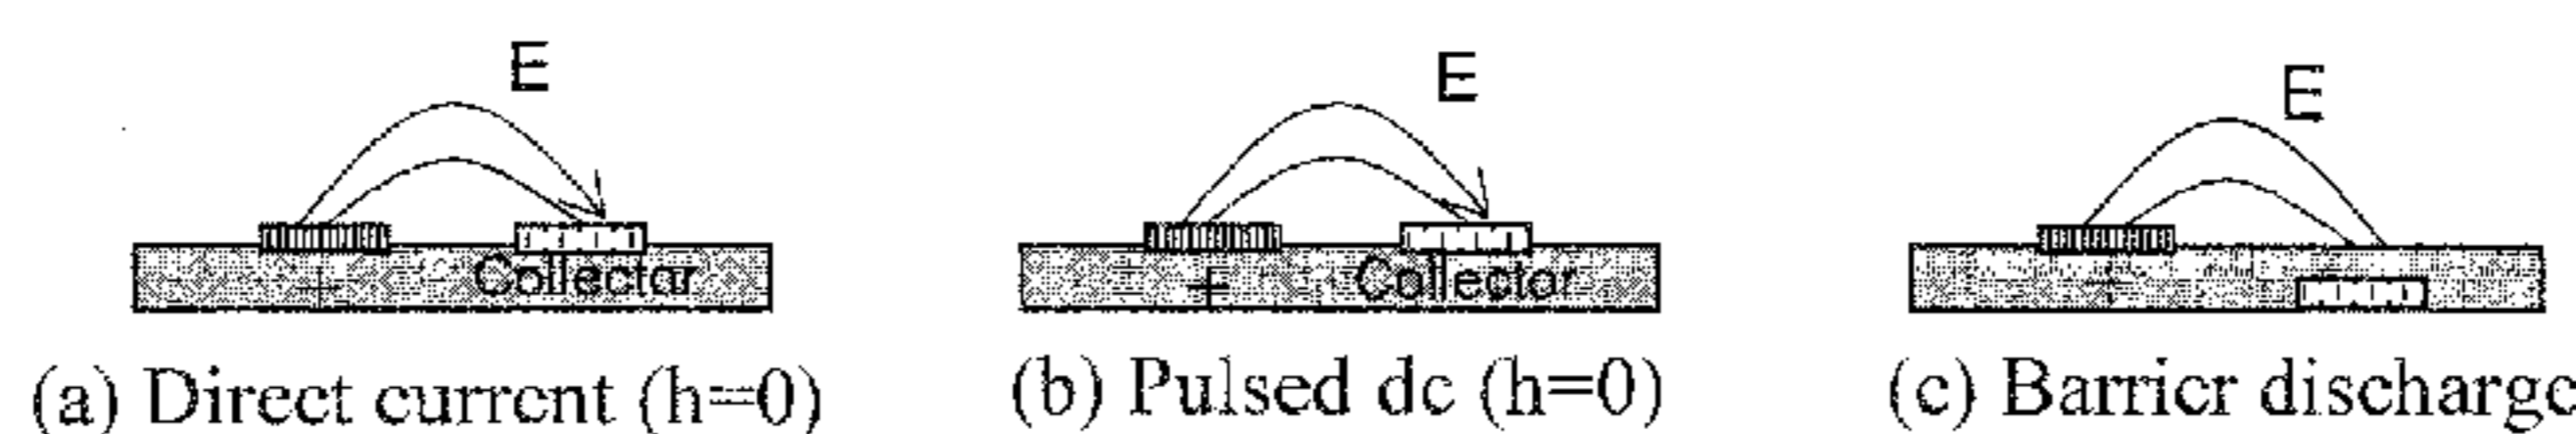 E E E
+ Collector + Collector +
(a) Direct current (h=0) (b) Pulsed dc (h=0) (c) Barrier discharge